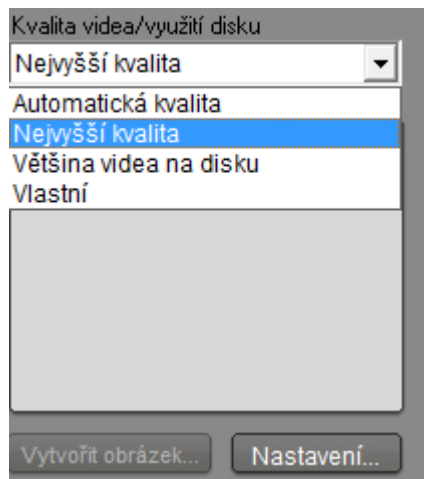 Kvalita videa/využití disku
Nejvyšší kvalita
Automatická kvalita
Nejvyšší kvalita
Většina videa na disku
Vlastní
Vytvořit obrázek...
Nastavení...